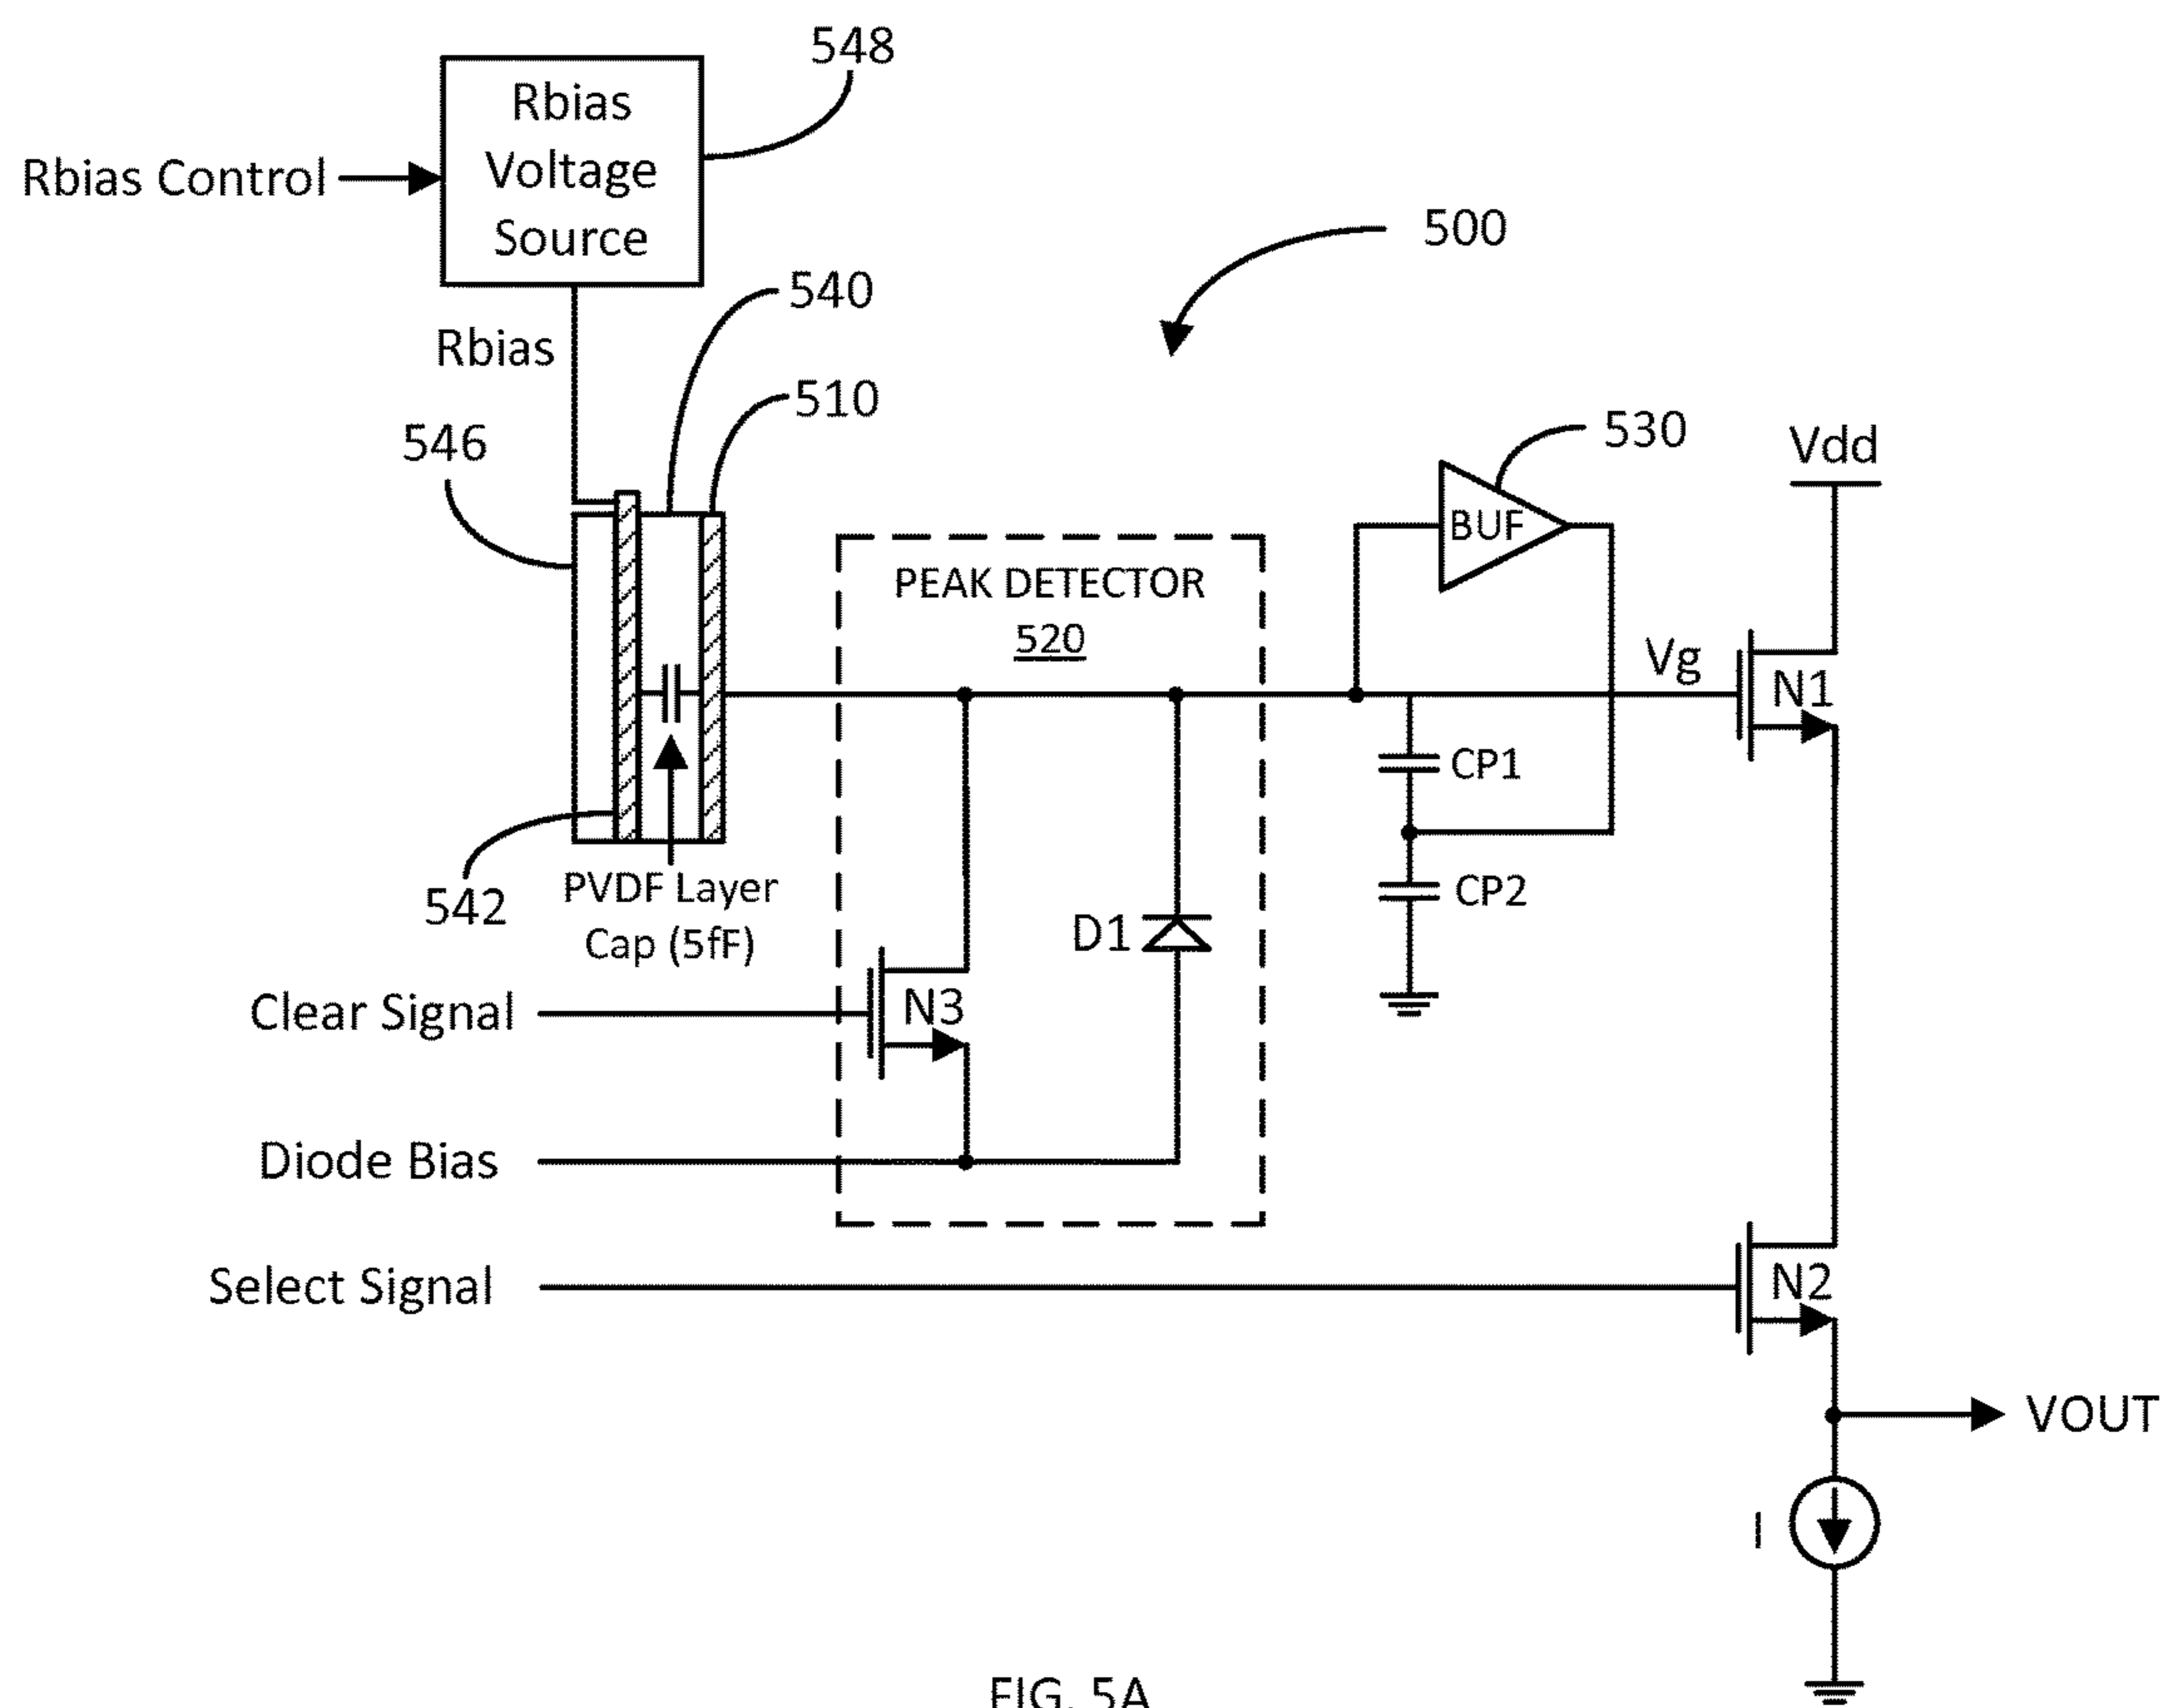 548
Rbias
Voltage
Source
Rbias Control
500
540
Rbias
510
546
530
Vdd
BUF
PEAK DETECTOR
520
Vg
N1
CP1
542
PVDF Layer
Cap (5fF)
CP2
D1
Clear Signal
N3
Diode Bias
Select Signal
N2
VOUT
I
FIG. 5A